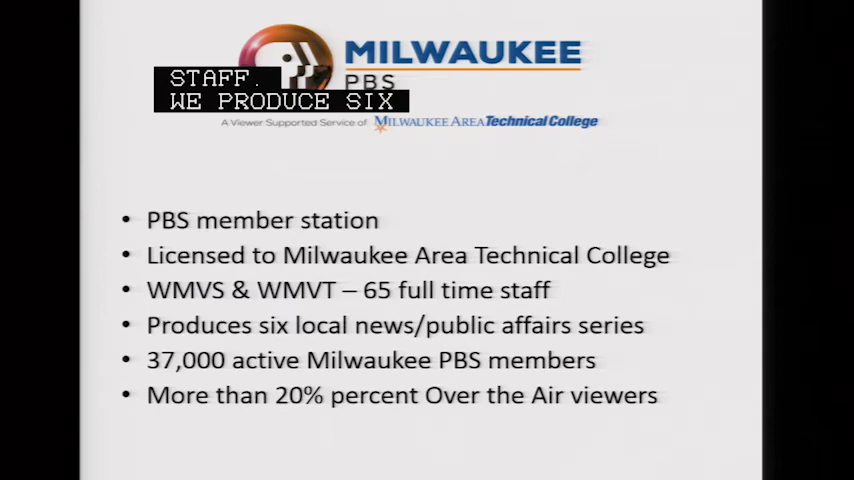 MILWAUKEE
STAFF.
PBS
WE PRODUCE SIX
A Viewer Supported Service of MILWAUKEE AREA Technical College
• PBS member station
• Licensed to Milwaukee Area Technical College
• WMVS & WMVT – 65 full time staff
• Produces six local news/public affairs series
• 37,000 active Milwaukee PBS members
• More than 20% percent Over the Air viewers